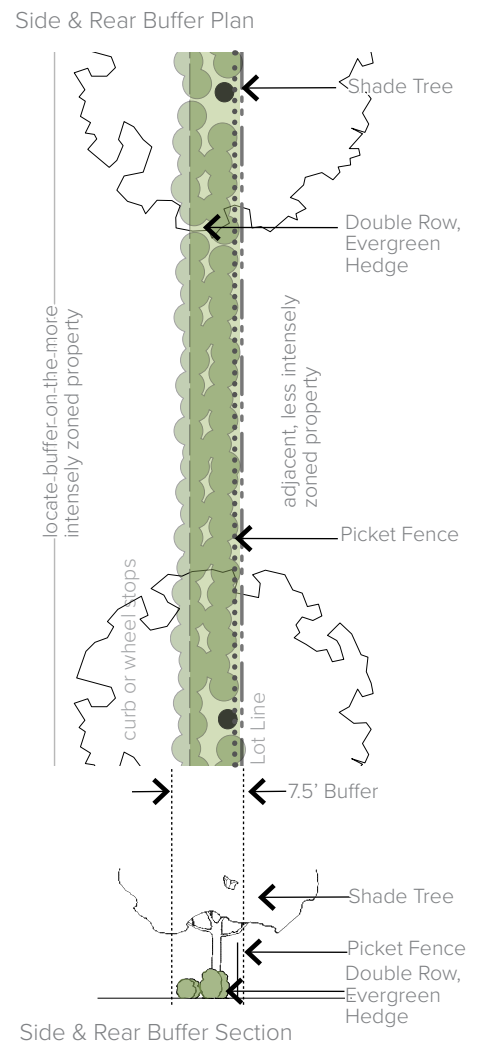 Side & Rear Buffer Plan
Shade Tree
Double Row,
Evergreen
Hedge
locate buffer on the more
intensely zoned property
adjacent, less intensely
zoned property
Picket Fence
curb or wheel stops
Lot Line
7.5' Buffer
Shade Tree
Picket Fence
Double Row,
Evergreen
Hedge
Side & Rear Buffer Section